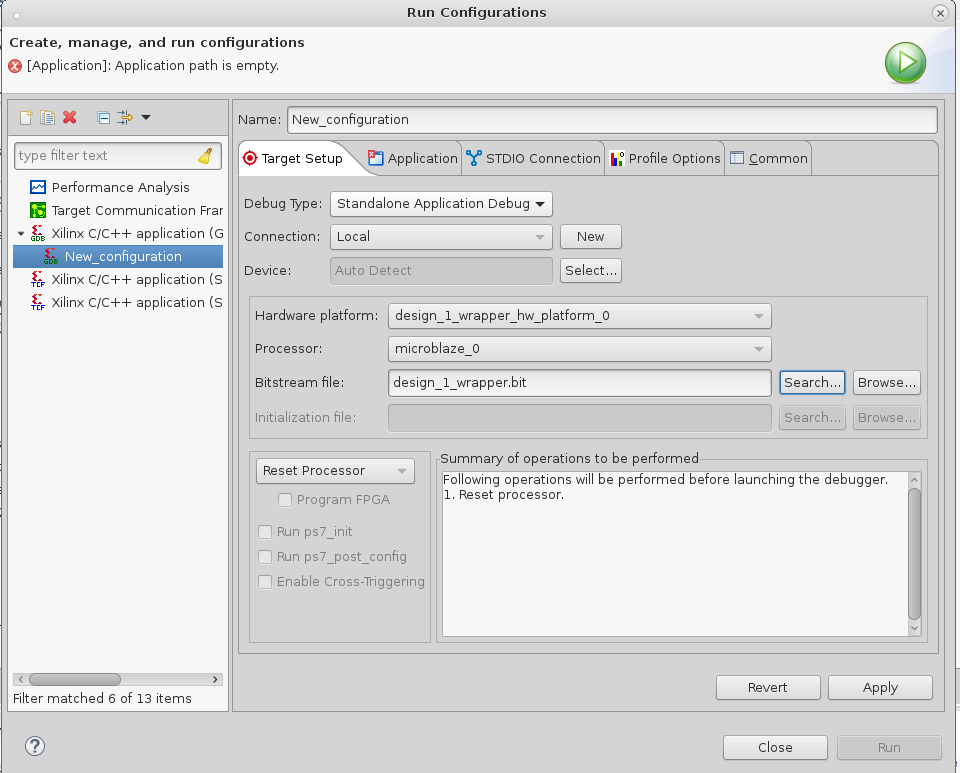 Run Configurations
Create, manage, and run configurations
[Application]: Application path is empty.
type filter text
Performance Analysis
Target Communication Fran
Xilinx C/C++ application (G
GDB
New_configuration
GDB
Xilinx C/C++ application (S
TCF
Xilinx C/C++ application (S
TCF
Filter matched 6 of 13 items
Name: New_configuration
Target Setup Application STDIO Connection Profile Options Common
Debug Type: Standalone Application Debug
Connection: Local New
Device: Auto Detect Select...
Hardware platform: design_1_wrapper_hw_platform_0
Processor: microblaze_0
Bitstream file: design_1_wrapper.bit Search... Browse...
Initialization file: Search... Browse...
Reset Processor
Program FPGA
Run ps7_init
Run ps7_post_config
Enable Cross-Triggering
Summary of operations to be performed
Following operations will be performed before launching the debugger.
1. Reset processor.
Revert Apply
? Close Run